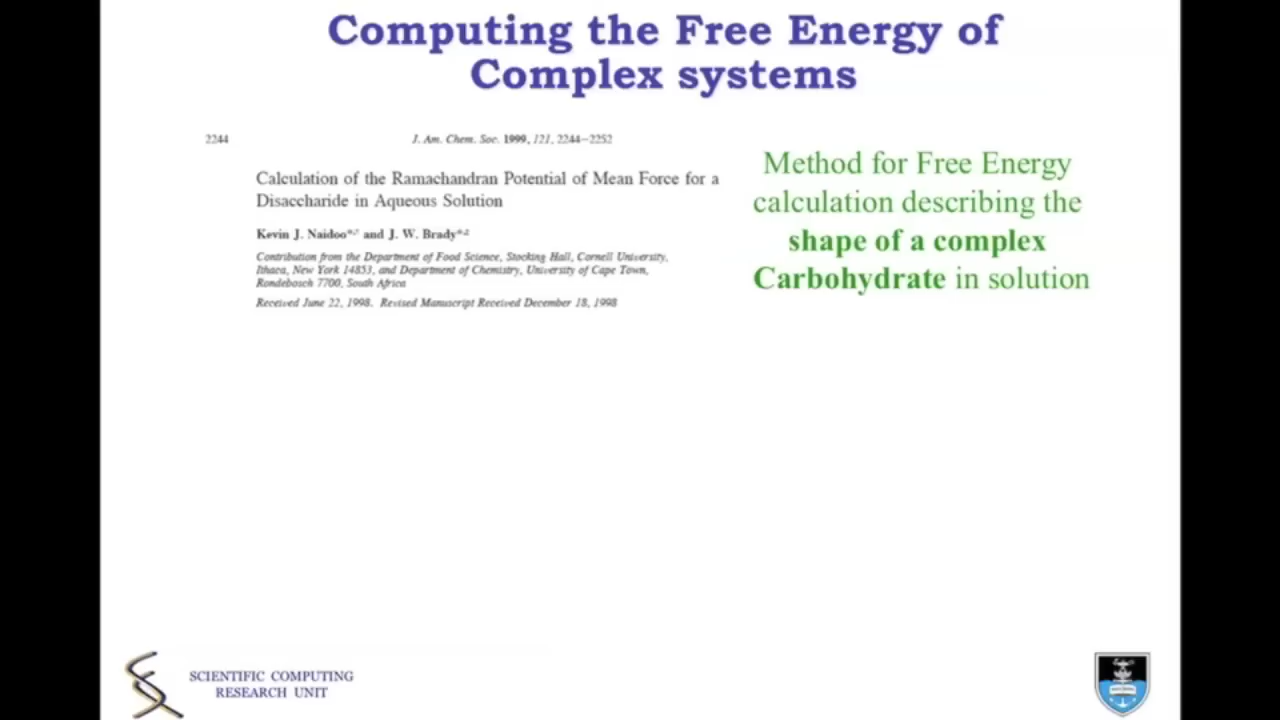 Computing the Free Energy of
Complex systems
2244
J. Am. Chem. Soc. 1999, 121, 2244−2252
Calculation of the Ramachandran Potential of Mean Force for a
Disaccharide in Aqueous Solution
Kevin J. Naidoo*,† and J. W. Brady*,‡
Contribution from the Department of Food Science, Stocking Hall, Cornell University,
Ithaca, New York 14853, and Department of Chemistry, University of Cape Town,
Rondebosch 7700, South Africa
Received June 22, 1998. Revised Manuscript Received December 18, 1998
Method for Free Energy
calculation describing the
shape of a complex
Carbohydrate in solution
SCIENTIFIC COMPUTING
RESEARCH UNIT